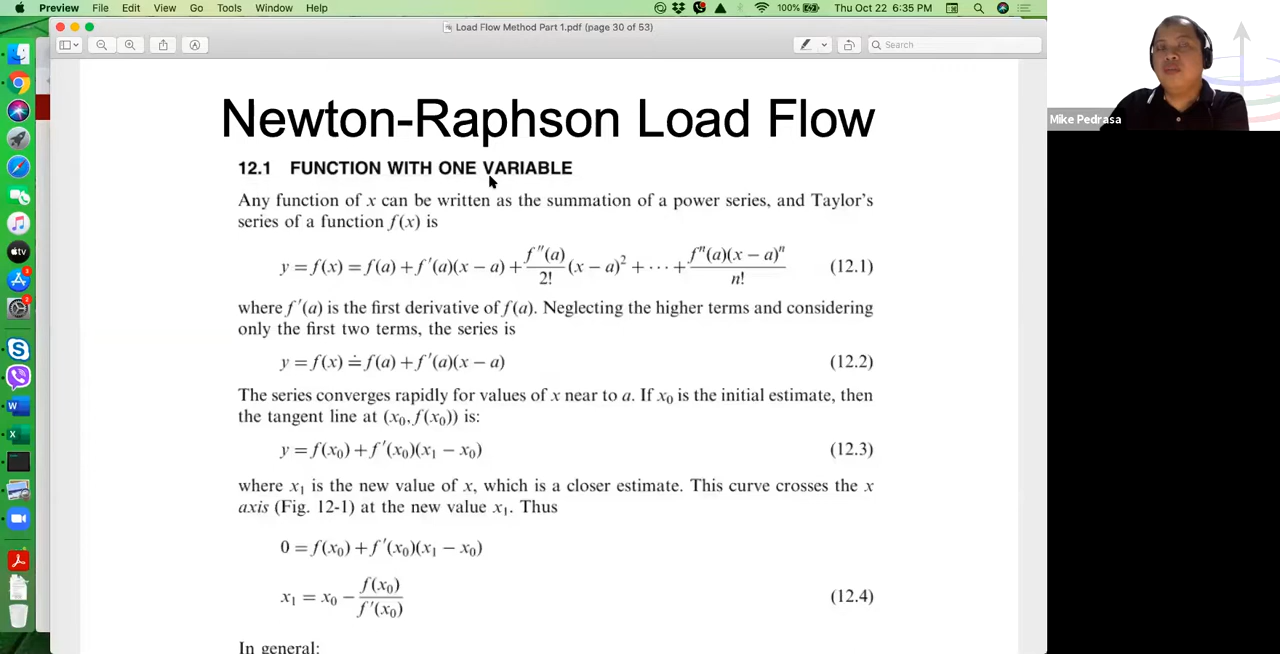 Preview File Edit View Go Tools Window Help 100% Thu Oct 22 6:35 PM
Load Flow Method Part 1.pdf (page 30 of 53)
Search
Mike Pedrasa
Newton-Raphson Load Flow
12.1 FUNCTION WITH ONE VARIABLE
Any function of x can be written as the summation of a power series, and Taylor's
series of a function f(x) is
y = f(x) = f(a) + f′(a)(x − a) + f″(a)/2! (x − a)² + ⋯ + fⁿ(a)(x − a)ⁿ/n! (12.1)
where f′(a) is the first derivative of f(a). Neglecting the higher terms and considering
only the first two terms, the series is
y = f(x) ≐ f(a) + f′(a)(x − a) (12.2)
The series converges rapidly for values of x near to a. If x₀ is the initial estimate, then
the tangent line at (x₀, f(x₀)) is:
y = f(x₀) + f′(x₀)(x₁ − x₀) (12.3)
where x₁ is the new value of x, which is a closer estimate. This curve crosses the x
axis (Fig. 12-1) at the new value x₁. Thus
0 = f(x₀) + f′(x₀)(x₁ − x₀)
x₁ = x₀ − f(x₀)/f′(x₀) (12.4)
In general:
tv